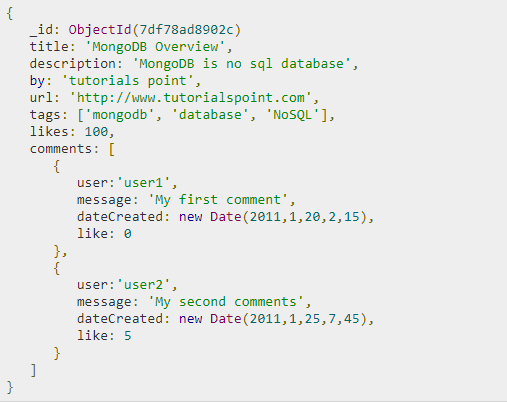 {
   _id: ObjectId(7df78ad8902c)
   title: 'MongoDB Overview',
   description: 'MongoDB is no sql database',
   by: 'tutorials point',
   url: 'http://www.tutorialspoint.com',
   tags: ['mongodb', 'database', 'NoSQL'],
   likes: 100,
   comments: [
      {
         user:'user1',
         message: 'My first comment',
         dateCreated: new Date(2011,1,20,2,15),
         like: 0
      },
      {
         user:'user2',
         message: 'My second comments',
         dateCreated: new Date(2011,1,25,7,45),
         like: 5
      }
   ]
}